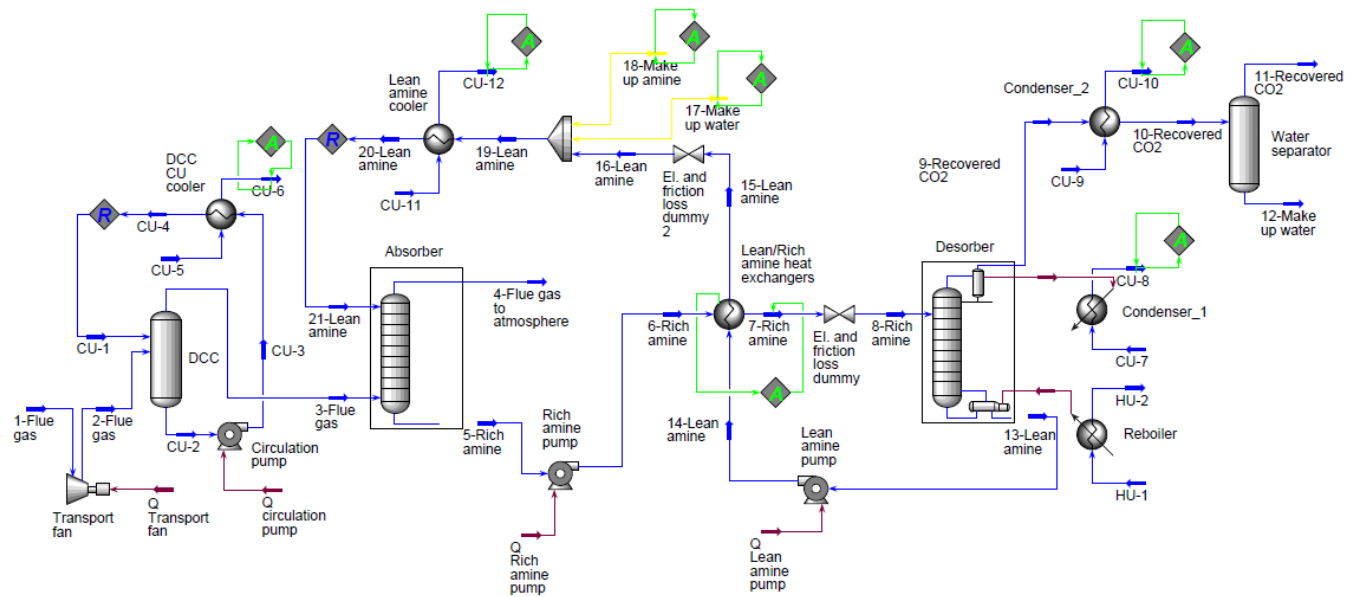 A
CU-12
Lean
amine
cooler
R
20-Lean
amine
19-Lean
amine
CU-11
A
18-Make
up amine
A
17-Make
up water
16-Lean
amine
El. and
friction
loss
dummy
2
15-Lean
amine
A
CU-10
Condenser_2
11-Recovered
CO2
10-Recovered
CO2
Water
separator
CU-9
9-Recovered
CO2
12-Make
up water
DCC
CU
cooler
A
CU-6
R
CU-4
CU-5
CU-3
CU-1
DCC
1-Flue
gas
2-Flue
gas
CU-2
Circulation
pump
Transport
fan
Q
Transport
fan
Q
circulation
pump
Absorber
21-Lean
amine
4-Flue gas
to
atmosphere
3-Flue
gas
5-Rich
amine
Rich
amine
pump
Q
Rich
amine
pump
Lean/Rich
amine heat
exchangers
6-Rich
amine
7-Rich
amine
A
El. and
friction
loss
dummy
8-Rich
amine
14-Lean
amine
Lean
amine
pump
Q
Lean
amine
pump
Desorber
13-Lean
amine
A
CU-8
Condenser_1
CU-7
HU-2
Reboiler
HU-1